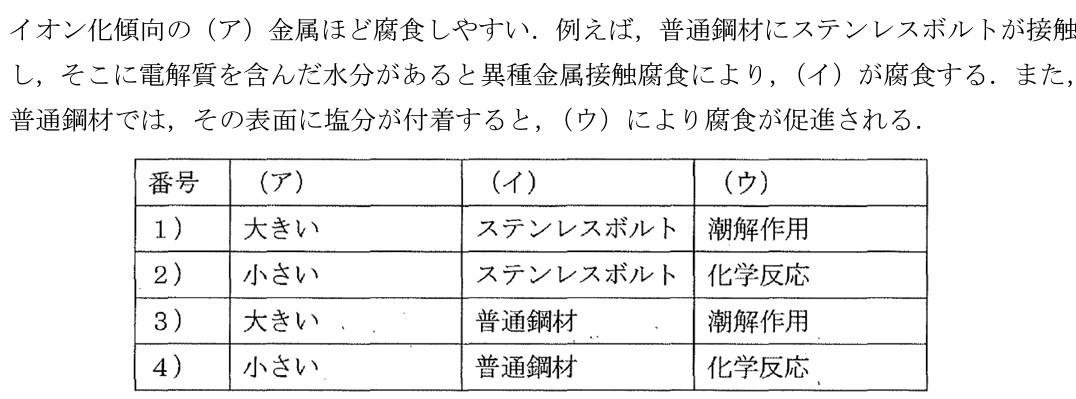 イオン化傾向の（ア）金属ほど腐食しやすい．例えば，普通鋼材にステンレスボルトが接触
し，そこに電解質を含んだ水分があると異種金属接触腐食により，（イ）が腐食する．また，
普通鋼材では，その表面に塩分が付着すると，（ウ）により腐食が促進される．
番号 （ア） （イ） （ウ）
１） 大きい ステンレスボルト 潮解作用
２） 小さい ステンレスボルト 化学反応
３） 大きい 普通鋼材 潮解作用
４） 小さい 普通鋼材 化学反応